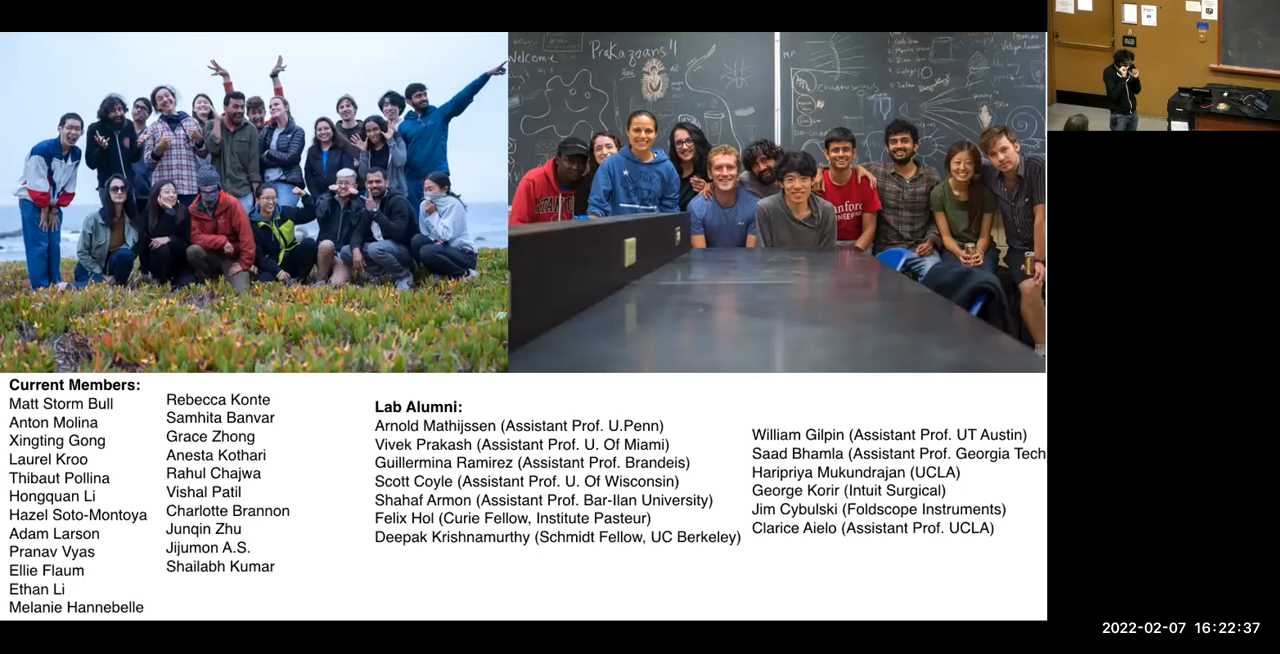 Welcome Prakazoans"!
Current Members:
Matt Storm Bull
Anton Molina
Xingting Gong
Laurel Kroo
Thibaut Pollina
Hongquan Li
Hazel Soto-Montoya
Adam Larson
Pranav Vyas
Ellie Flaum
Ethan Li
Melanie Hannebelle
Rebecca Konte
Samhita Banvar
Grace Zhong
Anesta Kothari
Rahul Chajwa
Vishal Patil
Charlotte Brannon
Junqin Zhu
Jijumon A.S.
Shailabh Kumar
Lab Alumni:
Arnold Mathijssen (Assistant Prof. U.Penn)
Vivek Prakash (Assistant Prof. U. Of Miami)
Guillermina Ramirez (Assistant Prof. Brandeis)
Scott Coyle (Assistant Prof. U. Of Wisconsin)
Shahaf Armon (Assistant Prof. Bar-Ilan University)
Felix Hol (Curie Fellow, Institute Pasteur)
Deepak Krishnamurthy (Schmidt Fellow, UC Berkeley)
William Gilpin (Assistant Prof. UT Austin)
Saad Bhamla (Assistant Prof. Georgia Tech
Haripriya Mukundrajan (UCLA)
George Korir (Intuit Surgical)
Jim Cybulski (Foldscope Instruments)
Clarice Aielo (Assistant Prof. UCLA)
2022-02-07 16:22:37